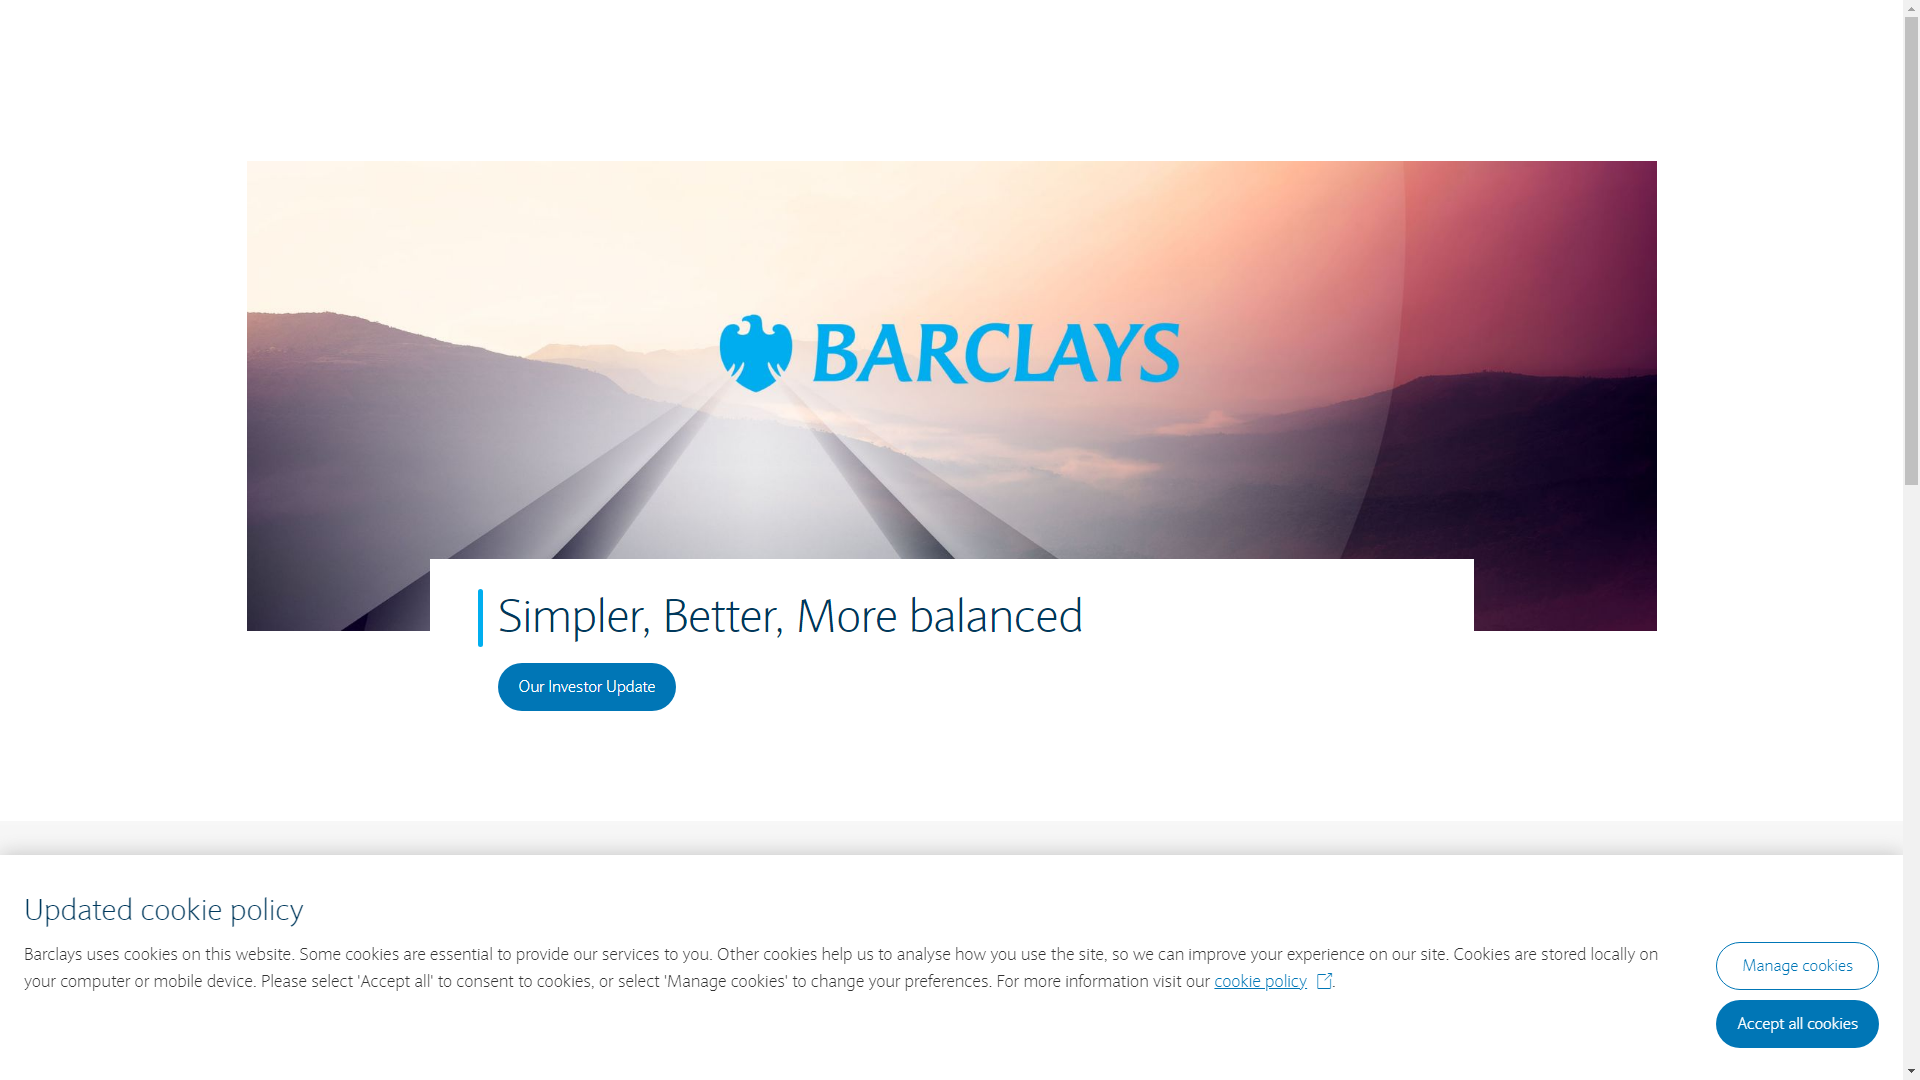 BARCLAYS
Simpler, Better, More balanced
Our Investor Update
Updated cookie policy
Barclays uses cookies on this website. Some cookies are essential to provide our services to you. Other cookies help us to analyse how you use the site, so we can improve your experience on our site. Cookies are stored locally on
your computer or mobile device. Please select 'Accept all' to consent to cookies, or select 'Manage cookies' to change your preferences. For more information visit our cookie policy.
Manage cookies
Accept all cookies